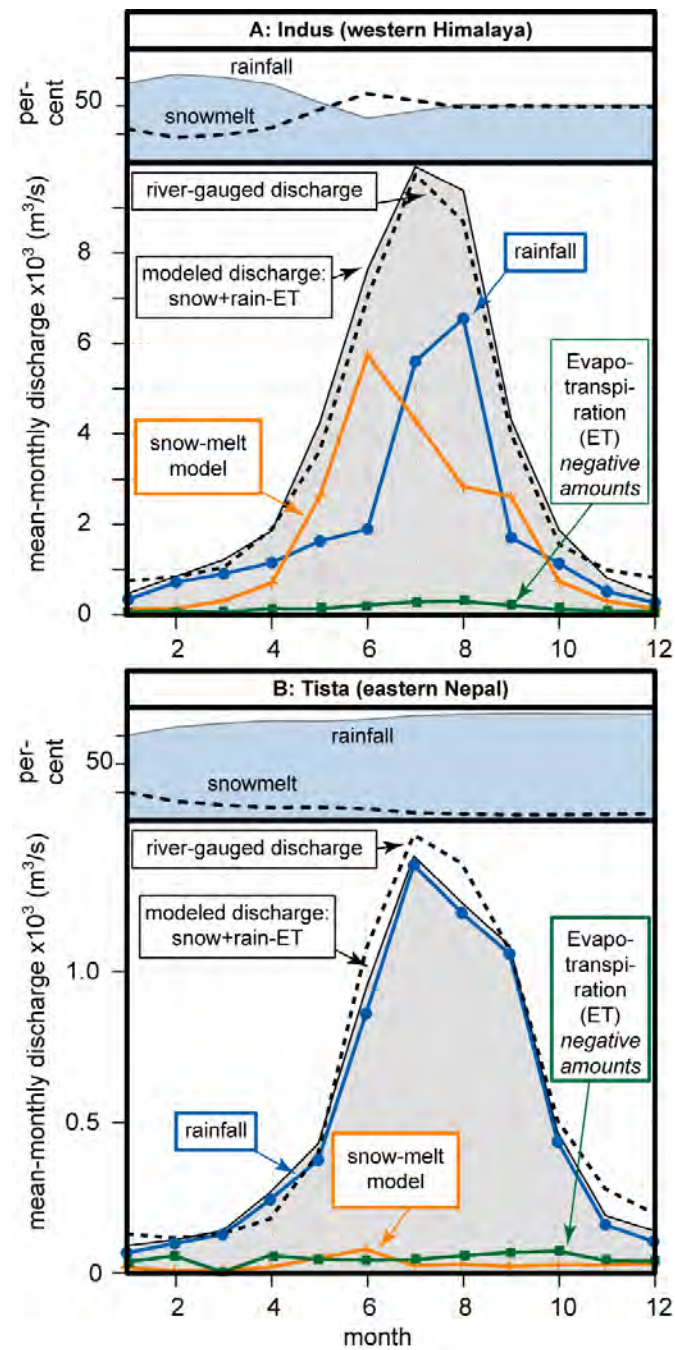 A: Indus (western Himalaya)
per-
cent
50
rainfall
snowmelt
mean-monthly discharge x10³ (m³/s)
8
6
4
2
0
river-gauged discharge
modeled discharge:
snow+rain-ET
rainfall
snow-melt
model
Evapo-
transpi-
ration
(ET)
negative
amounts
2
4
6
8
10
12
B: Tista (eastern Nepal)
per-
cent
50
rainfall
snowmelt
mean-monthly discharge x10³ (m³/s)
1.0
0.5
0
river-gauged discharge
modeled discharge:
snow+rain-ET
rainfall
snow-melt
model
Evapo-
transpi-
ration
(ET)
negative
amounts
2
4
6
8
10
12
month